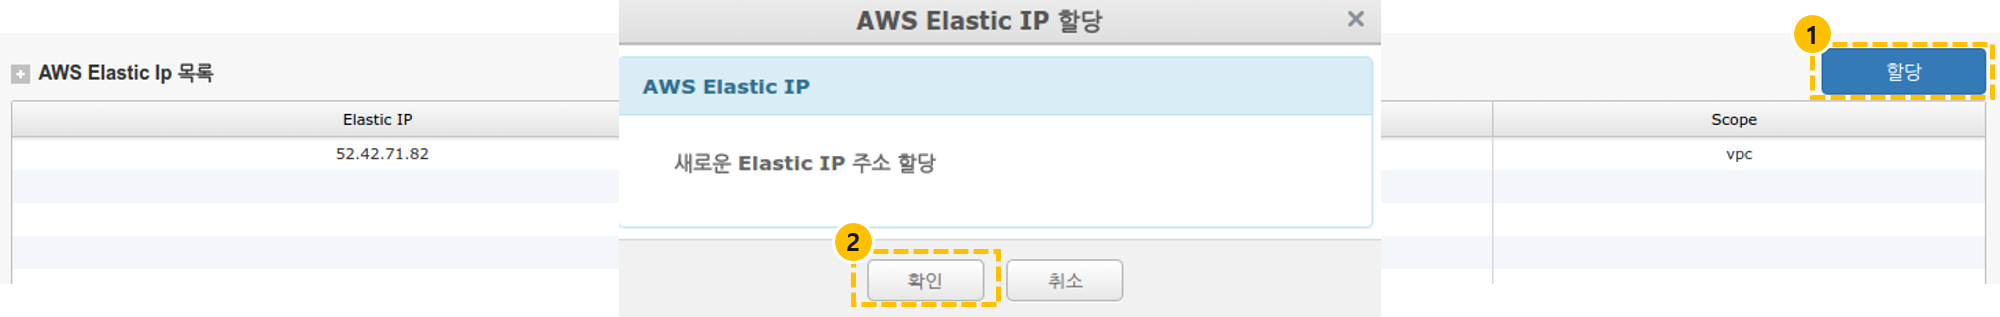 AWS Elastic IP 할당
1
AWS Elastic Ip 목록
할당
AWS Elastic IP
Elastic IP
Scope
52.42.71.82
vpc
새로운 Elastic IP 주소 할당
2
확인
취소